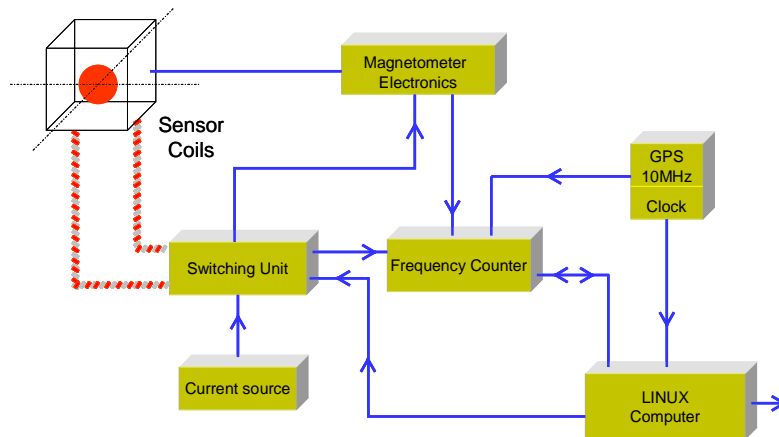 Magnetometer
Electronics
Sensor
Coils
GPS
10MHz
Clock
Switching Unit
Frequency Counter
Current source
LINUX
Computer